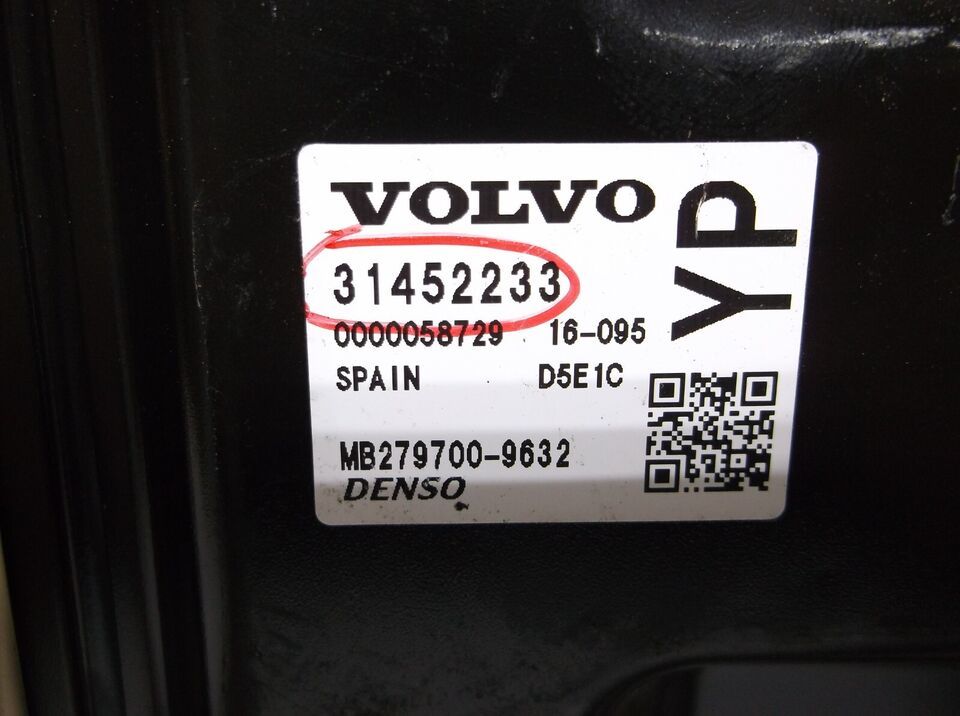 VOLVO
31452233
0000058729 16-095
SPAIN D5E1C
MB279700-9632
DENSO
YP